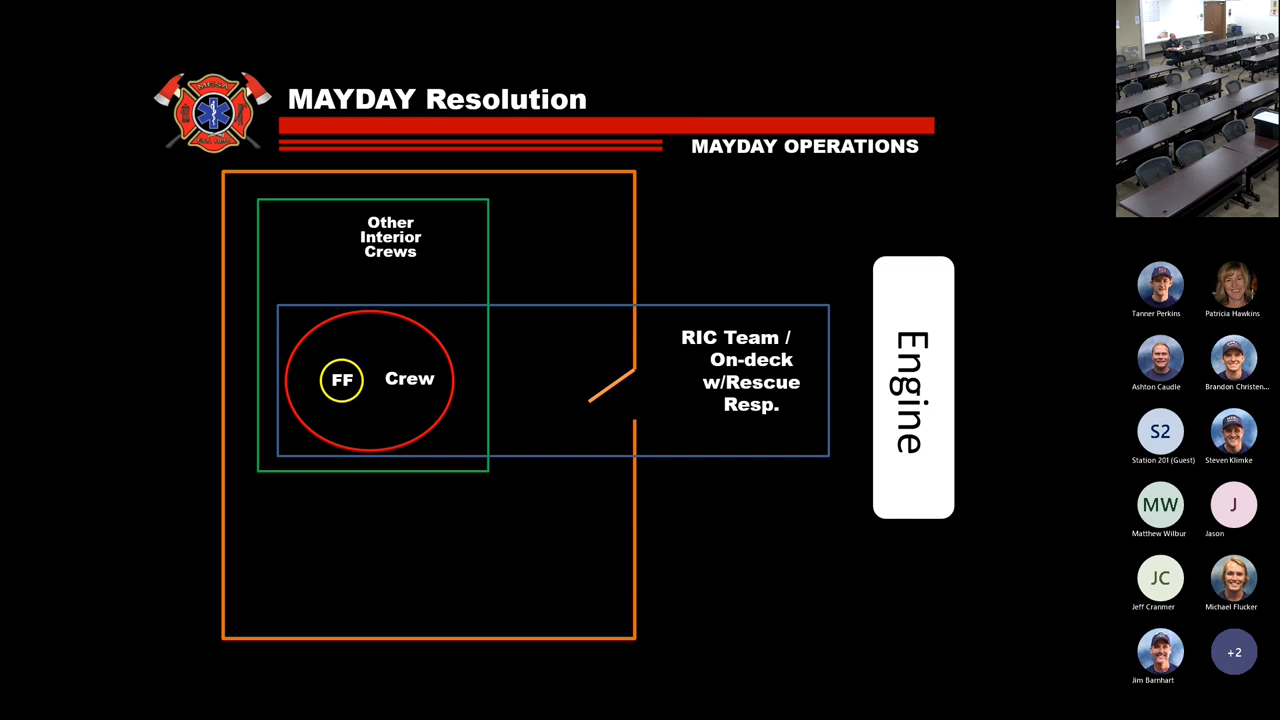 MAYDAY Resolution
MAYDAY OPERATIONS
Other
Interior
Crews
FF
Crew
RIC Team /
On-deck
w/Rescue
Resp.
Engine
Tanner Perkins
Patricia Hawkins
Ashton Caudle
Brandon Christen...
S2
Station 201 (Guest)
Steven Klimke
MW
J
Matthew Wilbur
Jason
JC
Jeff Cranmer
Michael Flucker
Jim Barnhart
+2